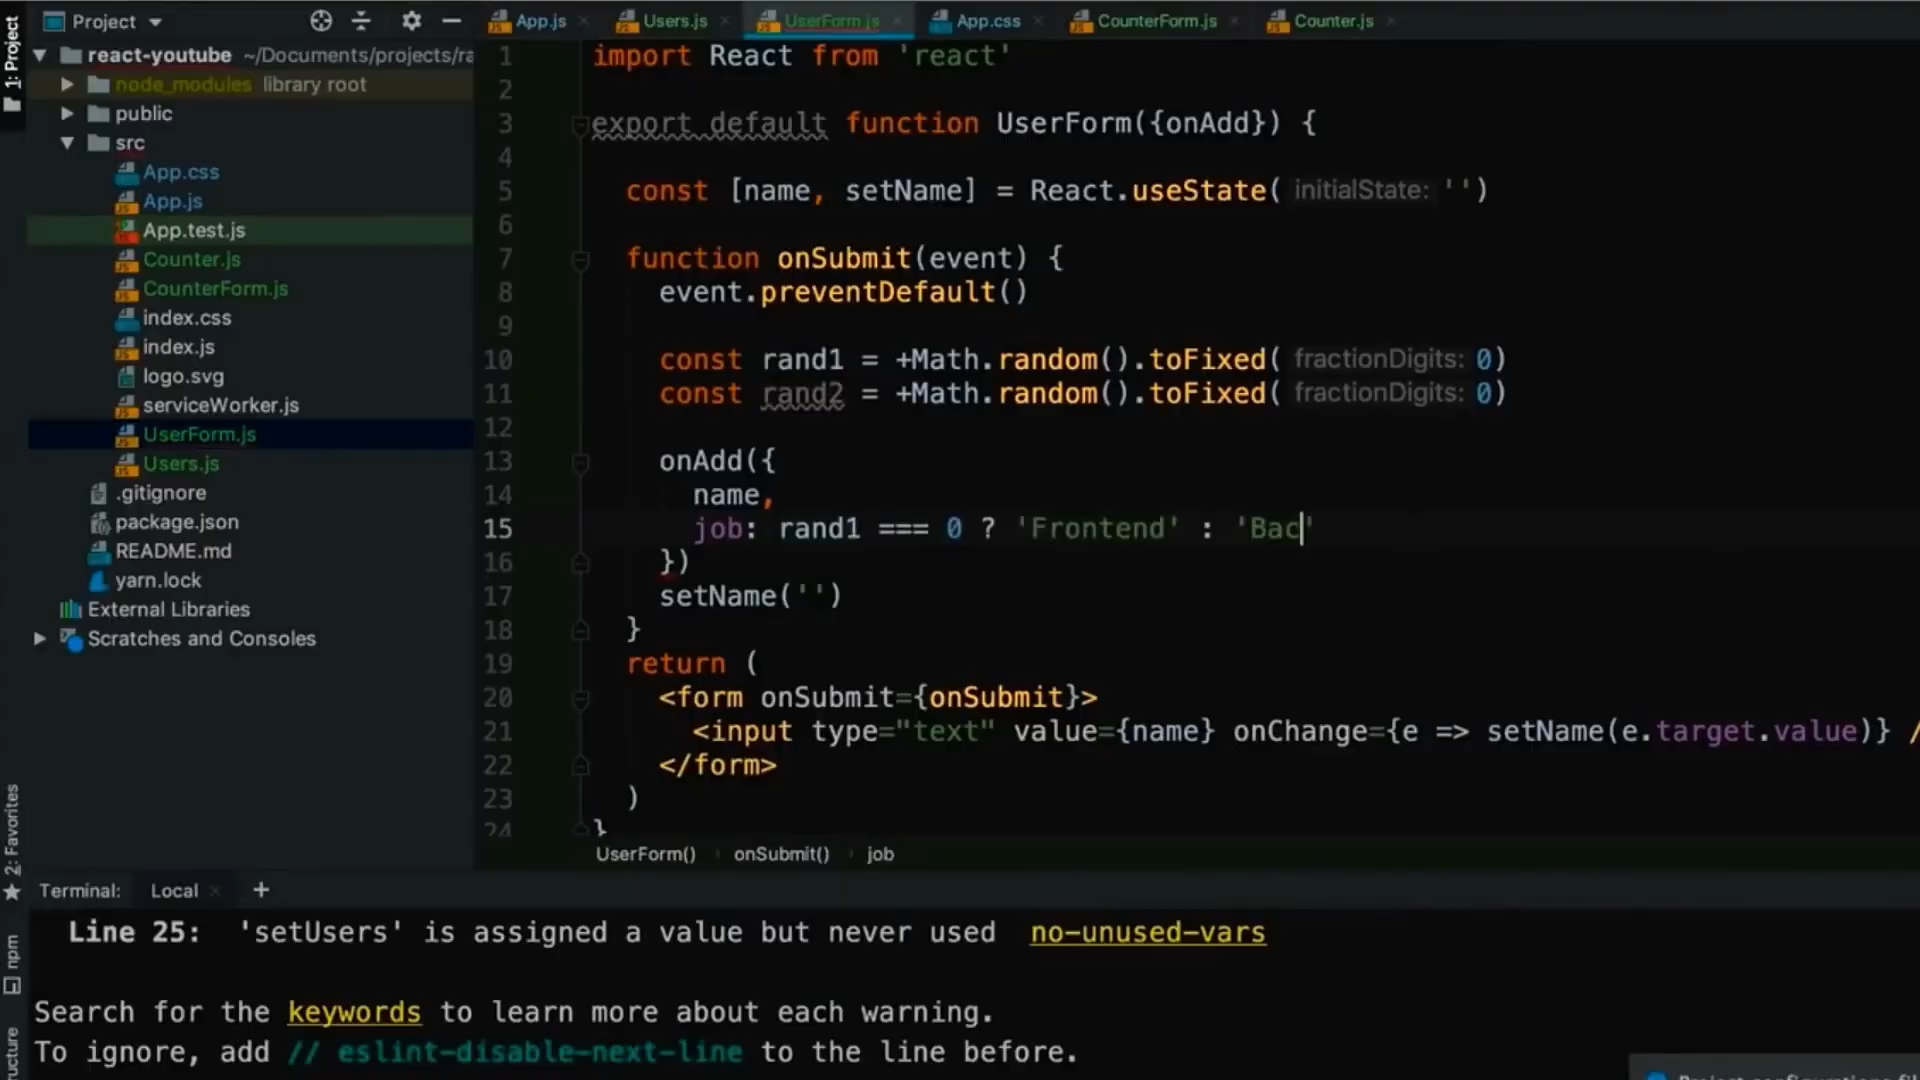 1: Project
Project
react-youtube ~/Documents/projects/ra
node_modules library root
public
src
App.css
App.js
App.test.js
Counter.js
CounterForm.js
index.css
index.js
logo.svg
serviceWorker.js
UserForm.js
Users.js
.gitignore
package.json
README.md
yarn.lock
External Libraries
Scratches and Consoles
App.js Users.js UserForm.js App.css CounterForm.js Counter.js
1 import React from 'react'
2
3 export default function UserForm({onAdd}) {
4
5 const [name, setName] = React.useState( initialState: '')
6
7 function onSubmit(event) {
8 event.preventDefault()
9
10 const rand1 = +Math.random().toFixed( fractionDigits: 0)
11 const rand2 = +Math.random().toFixed( fractionDigits: 0)
12
13 onAdd({
14 name,
15 job: rand1 === 0 ? 'Frontend' : 'Bac'
16 })
17 setName('')
18 }
19 return (
20 <form onSubmit={onSubmit}>
21 <input type="text" value={name} onChange={e => setName(e.target.value)} /
22 </form>
23 )
24 }
UserForm() onSubmit() job
2: Favorites
npm
ructure
Terminal: Local +
Line 25: 'setUsers' is assigned a value but never used no-unused-vars
Search for the keywords to learn more about each warning.
To ignore, add // eslint-disable-next-line to the line before.